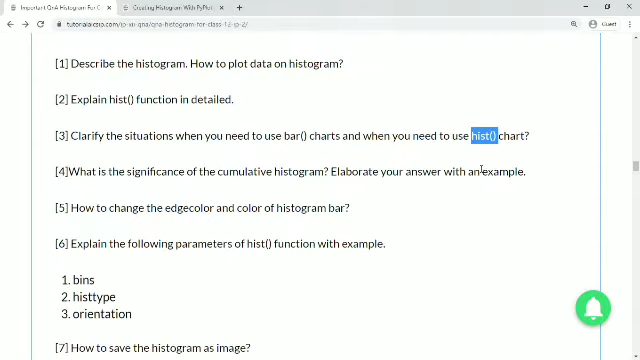 Important QnA Histogram For C
Creating Histogram With PyPlot
tutorialaicsip.com/ip-xii-qna/qna-histogram-for-class-12-ip-2/
Guest
[1] Describe the histogram. How to plot data on histogram?
[2] Explain hist() function in detailed.
[3] Clarify the situations when you need to use bar() charts and when you need to use hist() chart?
[4]What is the significance of the cumulative histogram? Elaborate your answer with an example.
[5] How to change the edgecolor and color of histogram bar?
[6] Explain the following parameters of hist() function with example.
1. bins
2. histtype
3. orientation
[7] How to save the histogram as image?